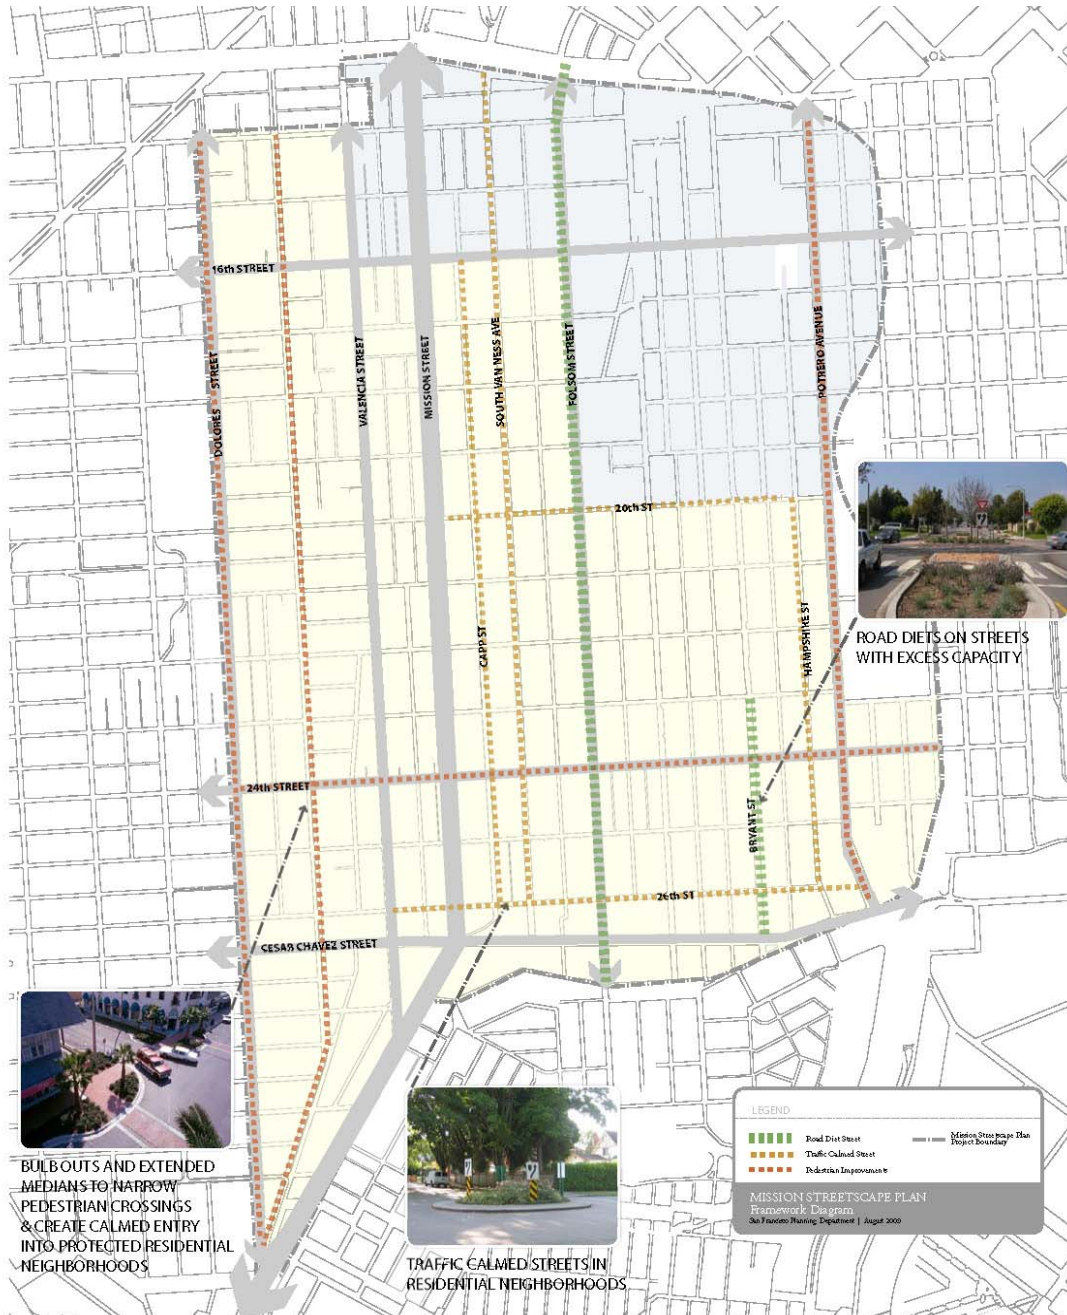 16th STREET
DOLORES STREET
VALENCIA STREET
MISSION STREET
SOUTH VAN NESS AVE
FOLSOM STREET
POTRERO AVENUE
20th ST
CAPP ST
HAMPSHIRE ST
ROAD DIETS ON STREETS
WITH EXCESS CAPACITY
24th STREET
BRYANT ST
26th ST
CESAR CHAVEZ STREET
BULBOUTS AND EXTENDED
MEDIANS TO NARROW
PEDESTRIAN CROSSINGS
& CREATE CALMED ENTRY
INTO PROTECTED RESIDENTIAL
NEIGHBORHOODS
TRAFFIC CALMED STREETS IN
RESIDENTIAL NEIGHBORHOODS
LEGEND
Road Diet Street
Traffic Calmed Street
Pedestrian Improvements
Mission Streetscape Plan
Project Boundary
MISSION STREETSCAPE PLAN
Framework Diagram
San Francisco Planning Department | August 2009